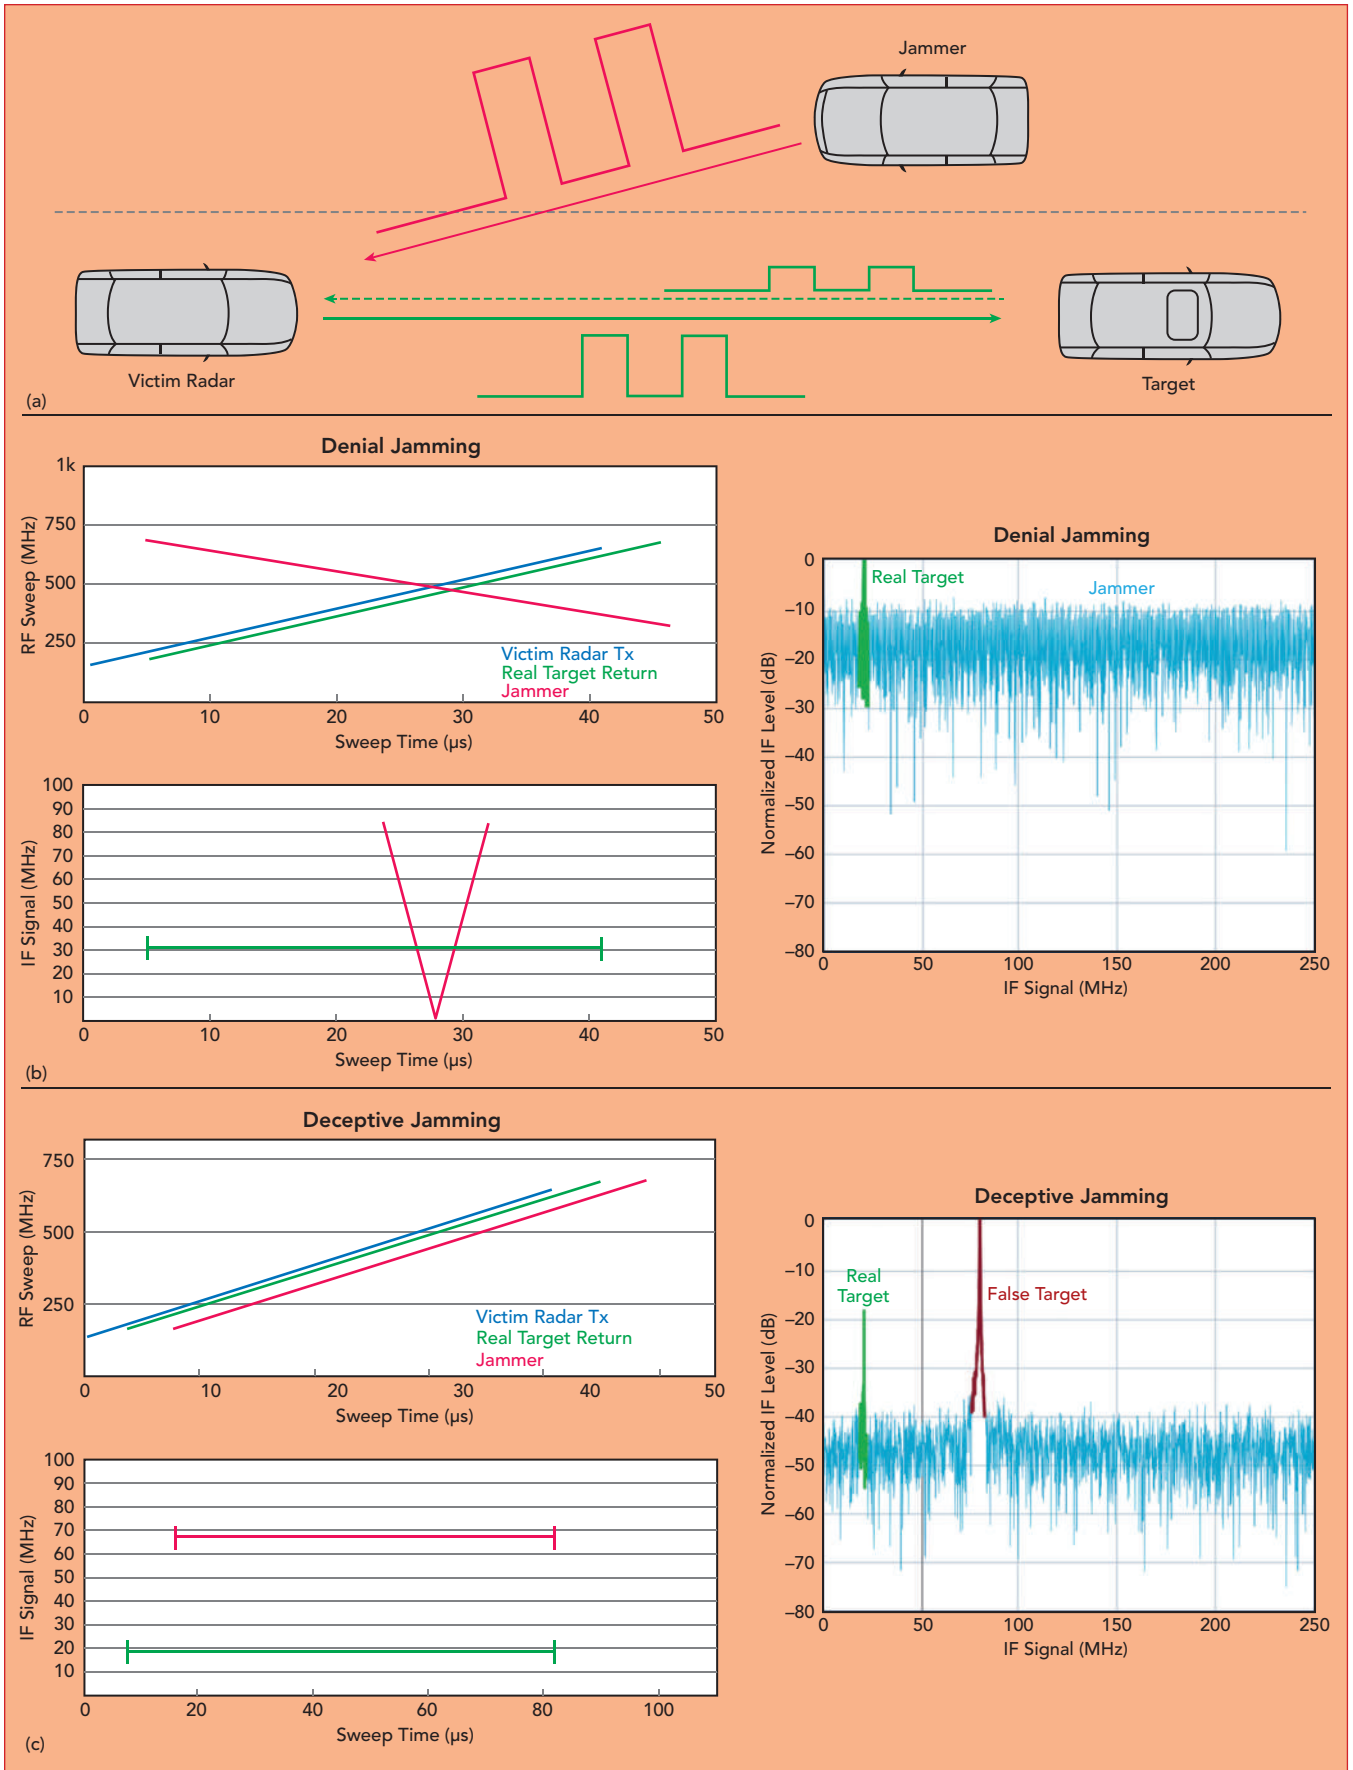 Jammer
Victim Radar
Target
(a)
Denial Jamming
1k
750
500
250
RF Sweep (MHz)
Victim Radar Tx
Real Target Return
Jammer
0 10 20 30 40 50
Sweep Time (µs)
100
90
80
70
60
50
40
30
20
10
IF Signal (MHz)
0 10 20 30 40 50
Sweep Time (µs)
Denial Jamming
0
–10
–20
–30
–40
–50
–60
–70
–80
Normalized IF Level (dB)
Real Target
Jammer
0 50 100 150 200 250
IF Signal (MHz)
(b)
Deceptive Jamming
750
500
250
RF Sweep (MHz)
Victim Radar Tx
Real Target Return
Jammer
0 10 20 30 40 50
Sweep Time (µs)
100
90
80
70
60
50
40
30
20
10
IF Signal (MHz)
0 20 40 60 80 100
Sweep Time (µs)
Deceptive Jamming
0
–10
–20
–30
–40
–50
–60
–70
–80
Normalized IF Level (dB)
Real
Target
False Target
0 50 100 150 200 250
IF Signal (MHz)
(c)